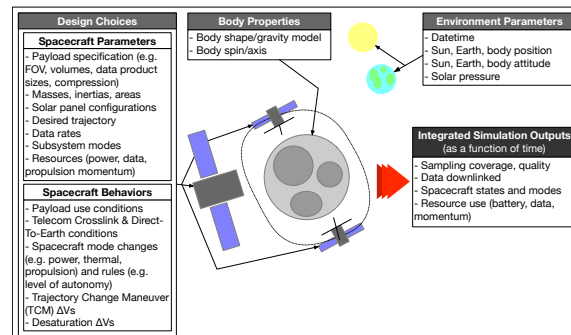 Design Choices
Spacecraft Parameters
- Payload specification (e.g.
FOV, volumes, data product
sizes, compression)
- Masses, inertias, areas
- Solar panel configurations
- Desired trajectory
- Data rates
- Subsystem modes
- Resources (power, data,
propulsion momentum)
Spacecraft Behaviors
- Payload use conditions
- Telecom Crosslink & Direct-
To-Earth conditions
- Spacecraft mode changes
(e.g. power, thermal,
propulsion) and rules (e.g.
level of autonomy)
- Trajectory Change Maneuver
(TCM) ΔVs
- Desaturation ΔVs
Body Properties
- Body shape/gravity model
- Body spin/axis
Environment Parameters
- Datetime
- Sun, Earth, body position
- Sun, Earth, body attitude
- Solar pressure
Integrated Simulation Outputs
(as a function of time)
- Sampling coverage, quality
- Data downlinked
- Spacecraft states and modes
- Resource use (battery, data,
momentum)